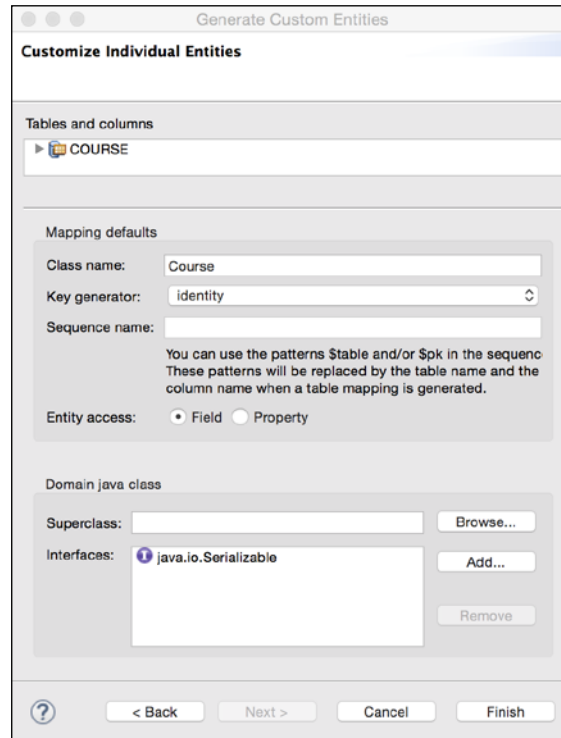 Generate Custom Entities
Customize Individual Entities
Tables and columns
COURSE
Mapping defaults
Class name: Course
Key generator: identity
Sequence name:
You can use the patterns $table and/or $pk in the sequenc
These patterns will be replaced by the table name and the
column name when a table mapping is generated.
Entity access: Field Property
Domain java class
Superclass: Browse...
Interfaces: I java.io.Serializable Add...
Remove
? < Back Next > Cancel Finish